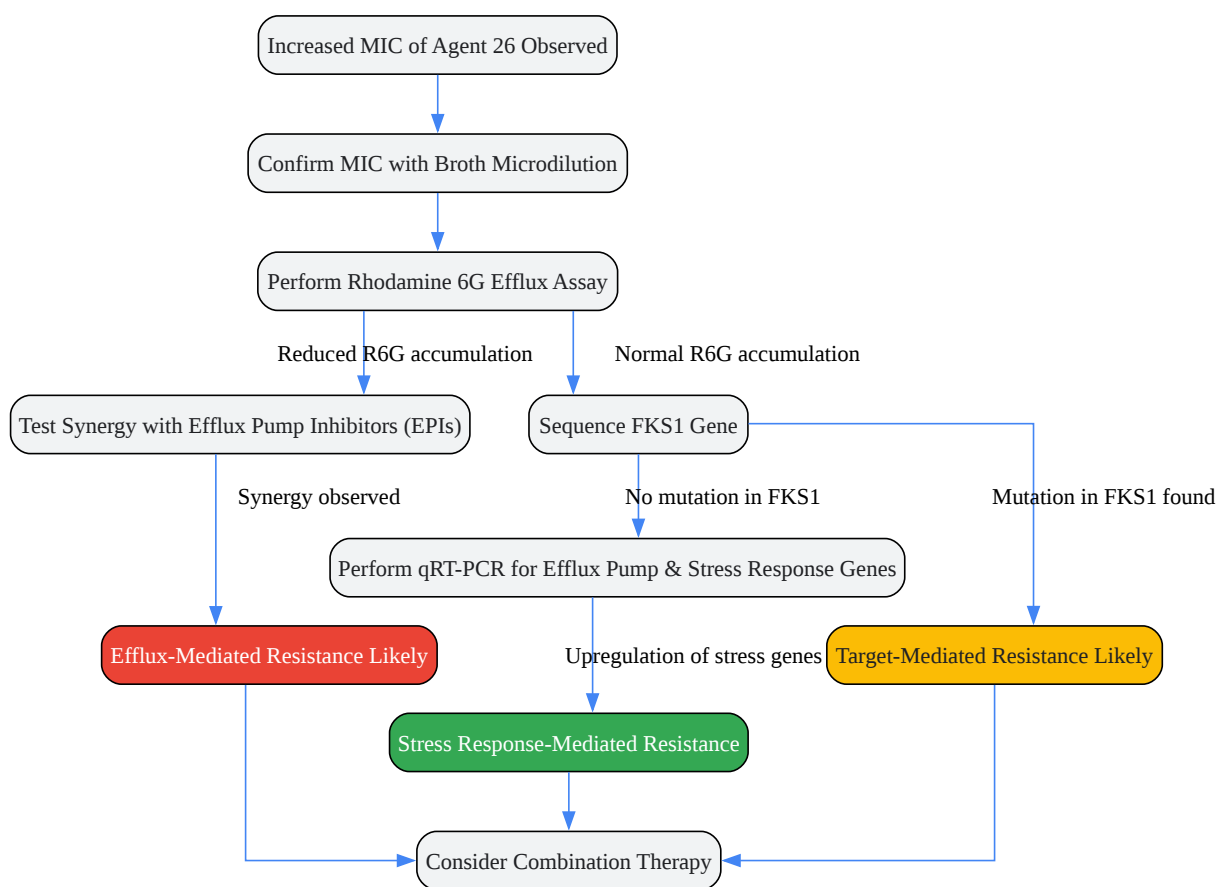 Increased MIC of Agent 26 Observed
Confirm MIC with Broth Microdilution
Perform Rhodamine 6G Efflux Assay
Reduced R6G accumulation
Normal R6G accumulation
Test Synergy with Efflux Pump Inhibitors (EPIs)
Sequence FKS1 Gene
Synergy observed
No mutation in FKS1
Mutation in FKS1 found
Perform qRT-PCR for Efflux Pump & Stress Response Genes
Efflux-Mediated Resistance Likely
Upregulation of stress genes
Target-Mediated Resistance Likely
Stress Response-Mediated Resistance
Consider Combination Therapy